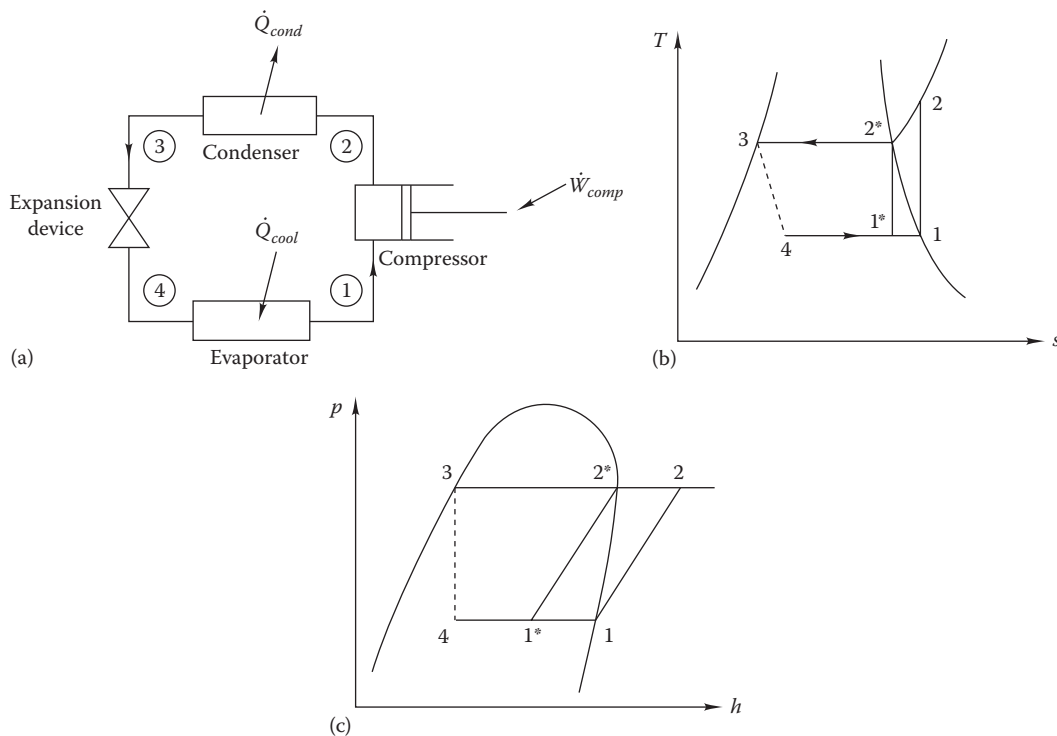 Q̇cond
Condenser
3
2
Expansion
device
Ẇcomp
Q̇cool
Compressor
4
1
Evaporator
(a)
T
2
3
2*
1*
1
4
s
(b)
p
3
2*
2
4
1*
1
h
(c)